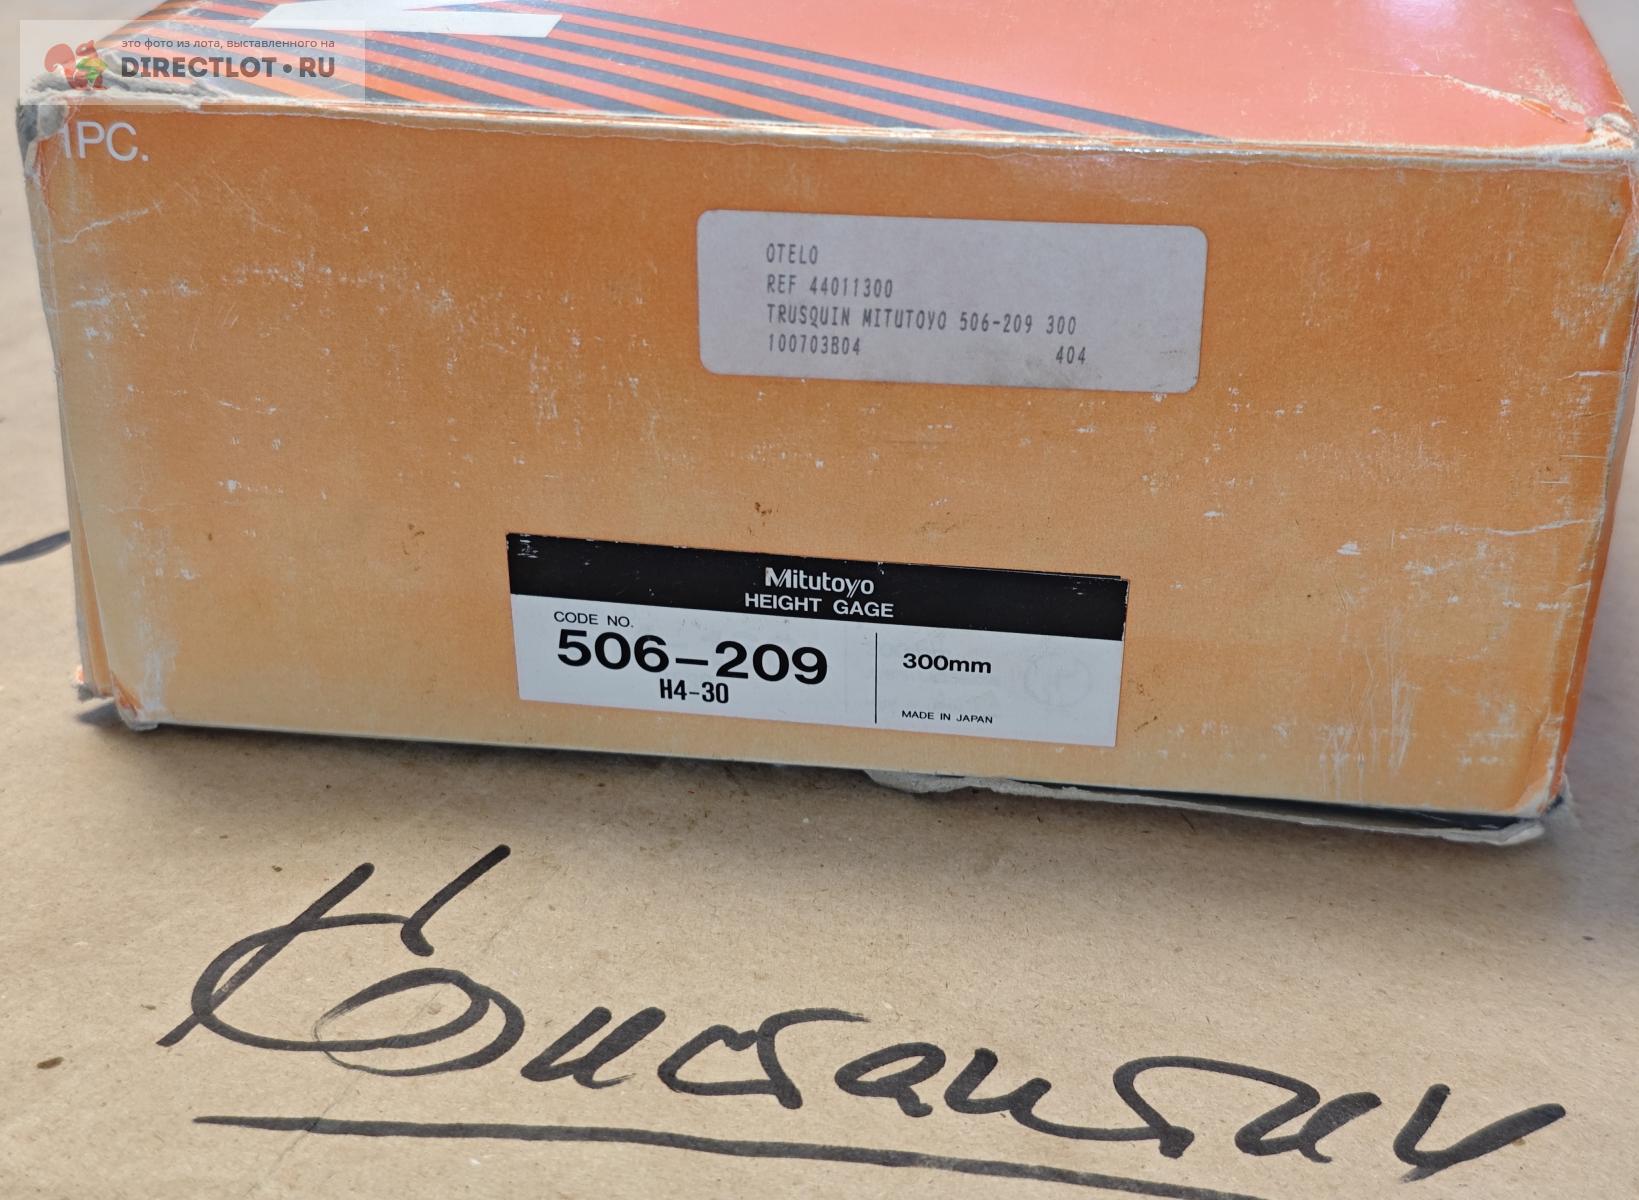 это фото из лота, выставленного на
DIRECTLOT•RU
1PC.
OTELO
REF 44011300
TRUSQUIN MITUTOYO 506-209 300
100703B04 404
Mitutoyo
HEIGHT GAGE
CODE NO.
506-209
H4-30
300mm
MADE IN JAPAN
Константин